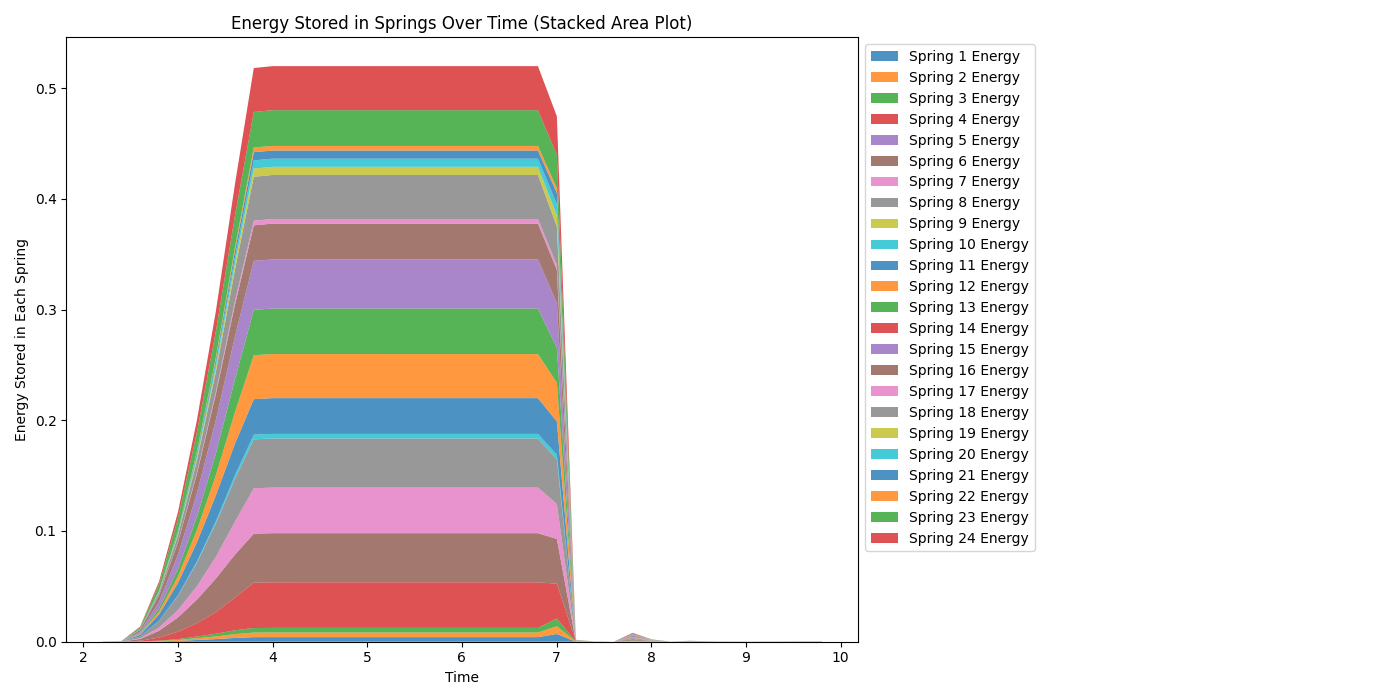 Energy Stored in Springs Over Time (Stacked Area Plot)
Energy Stored in Each Spring
0.5
0.4
0.3
0.2
0.1
0.0
2 3 4 5 6 7 8 9 10
Time
Spring 1 Energy
Spring 2 Energy
Spring 3 Energy
Spring 4 Energy
Spring 5 Energy
Spring 6 Energy
Spring 7 Energy
Spring 8 Energy
Spring 9 Energy
Spring 10 Energy
Spring 11 Energy
Spring 12 Energy
Spring 13 Energy
Spring 14 Energy
Spring 15 Energy
Spring 16 Energy
Spring 17 Energy
Spring 18 Energy
Spring 19 Energy
Spring 20 Energy
Spring 21 Energy
Spring 22 Energy
Spring 23 Energy
Spring 24 Energy